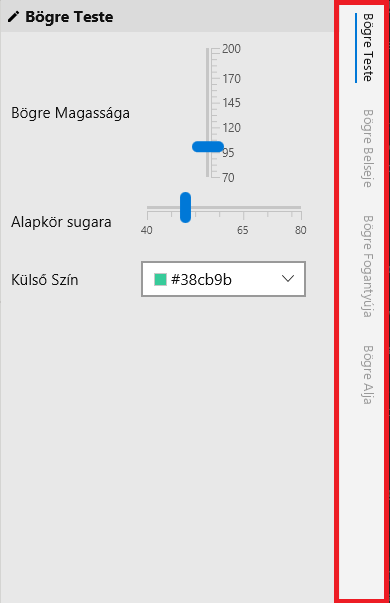 Bögre Teste
Bögre Magassága
200
170
145
120
95
70
Alapkör sugara
40
65
80
Külső Szín
#38cb9b
Bögre Teste
Bögre Belseje
Bögre Fogantyúja
Bögre Alja